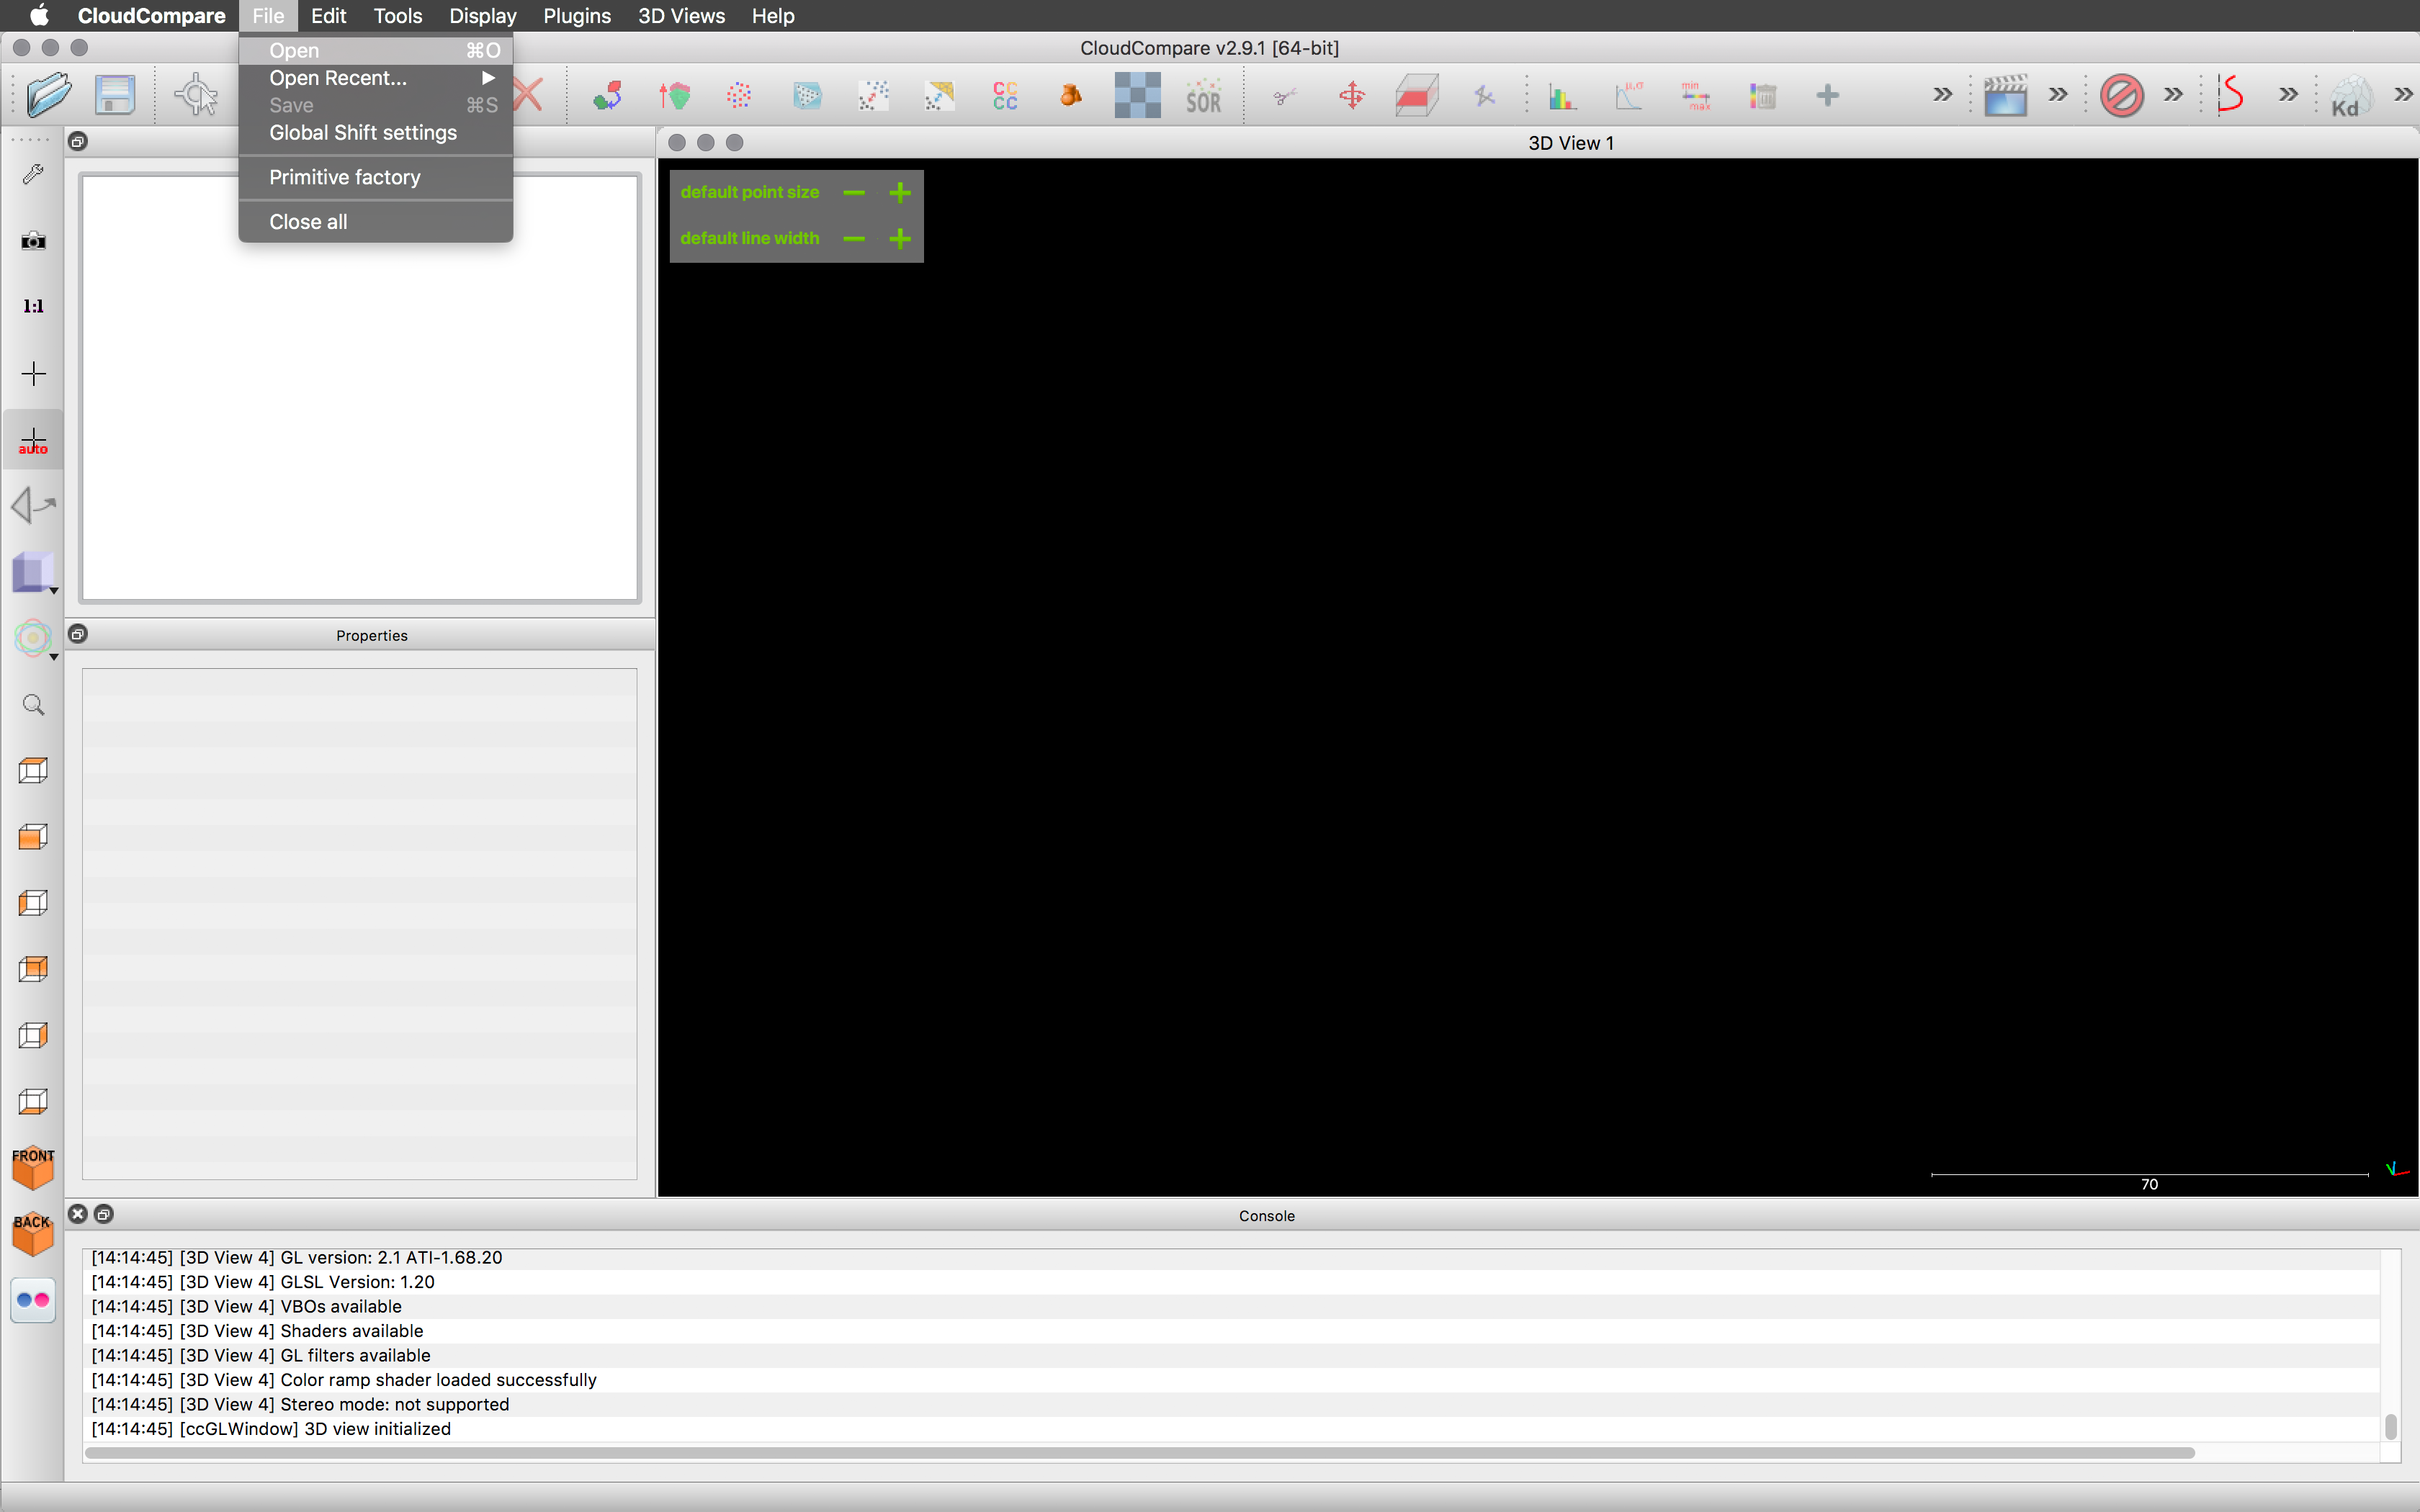 CloudCompare File Edit Tools Display Plugins 3D Views Help
CloudCompare v2.9.1 [64-bit]
Open ⌘O
Open Recent... ▶
Save ⌘S
Global Shift settings
Primitive factory
Close all
CC
CC
SOR
μ,σ
min
max
Kd
3D View 1
default point size − +
default line width − +
1:1
auto
Properties
FRONT
BACK
70
Console
[14:14:45] [3D View 4] GL version: 2.1 ATI-1.68.20
[14:14:45] [3D View 4] GLSL Version: 1.20
[14:14:45] [3D View 4] VBOs available
[14:14:45] [3D View 4] Shaders available
[14:14:45] [3D View 4] GL filters available
[14:14:45] [3D View 4] Color ramp shader loaded successfully
[14:14:45] [3D View 4] Stereo mode: not supported
[14:14:45] [ccGLWindow] 3D view initialized